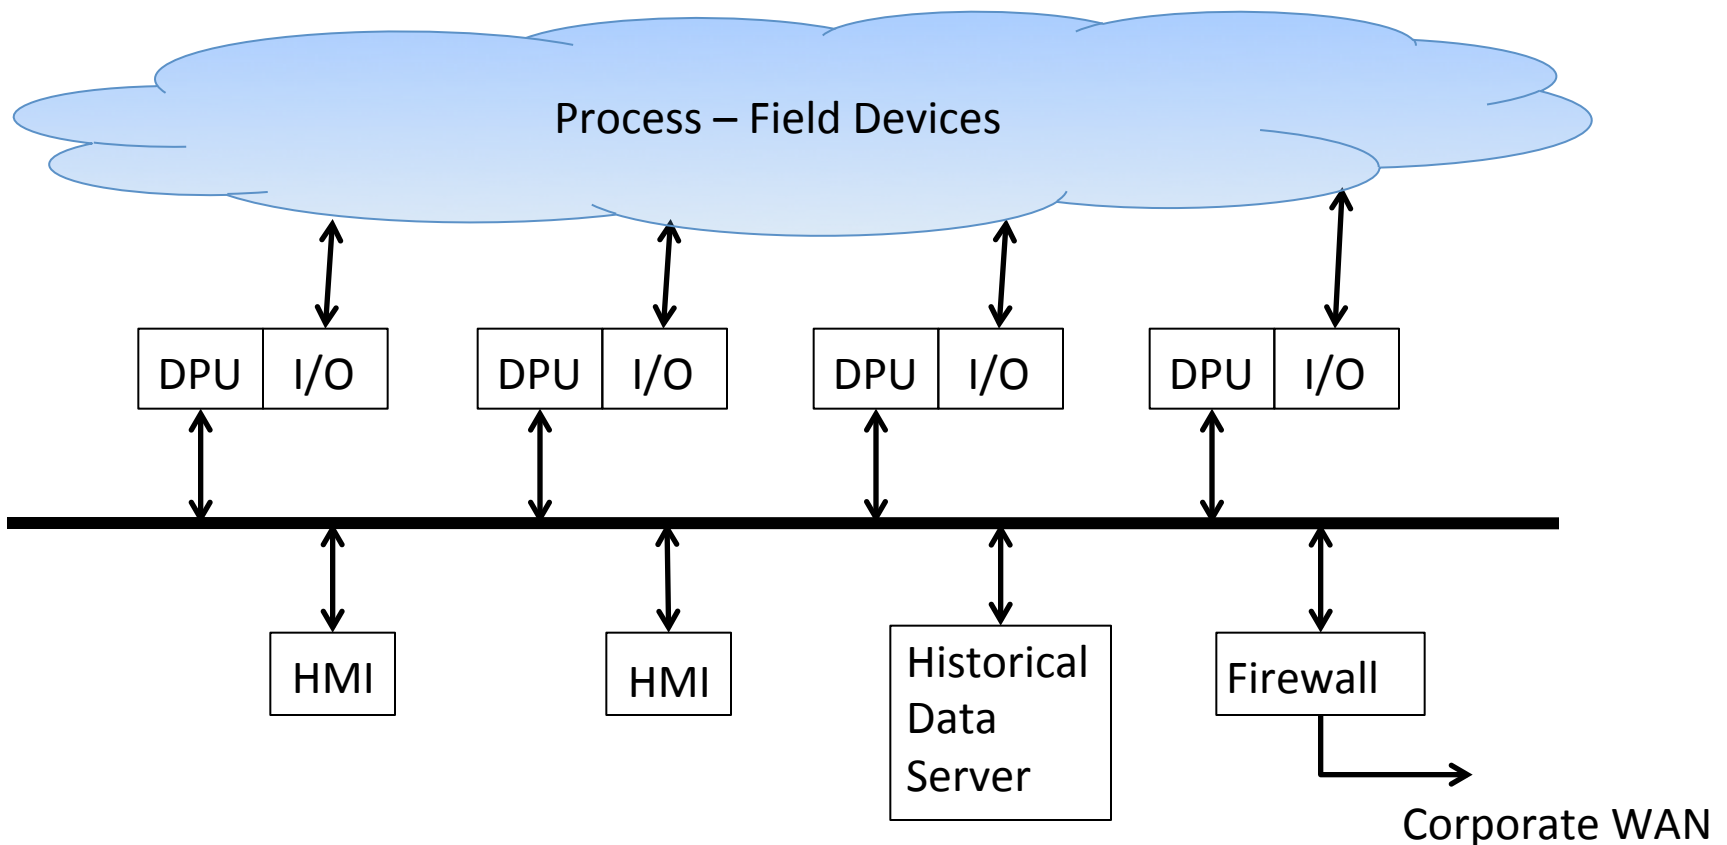 Process – Field Devices
DPU I/O DPU I/O DPU I/O DPU I/O
HMI HMI
Historical
Data
Server
Firewall
Corporate WAN